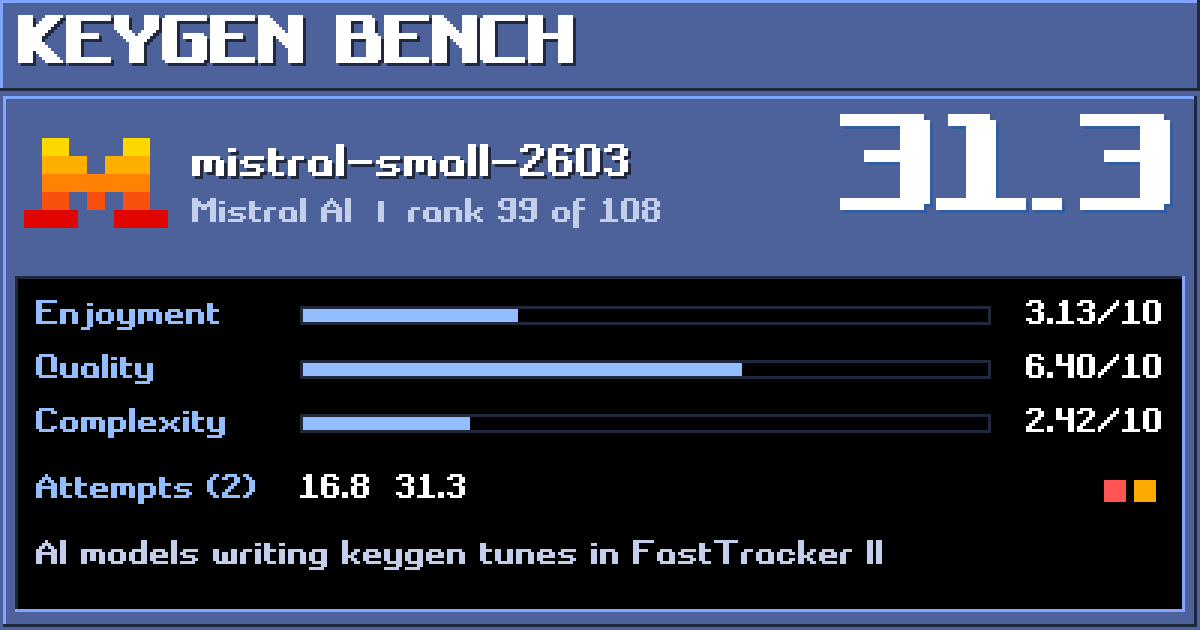 KEYGEN BENCH
mistral-small-2603
31.3
Mistral AI | rank 99 of 108
Enjoyment 3.13/10
Quality 6.40/10
Complexity 2.42/10
Attempts (2) 16.8 31.3
AI models writing keygen tunes in FastTracker II